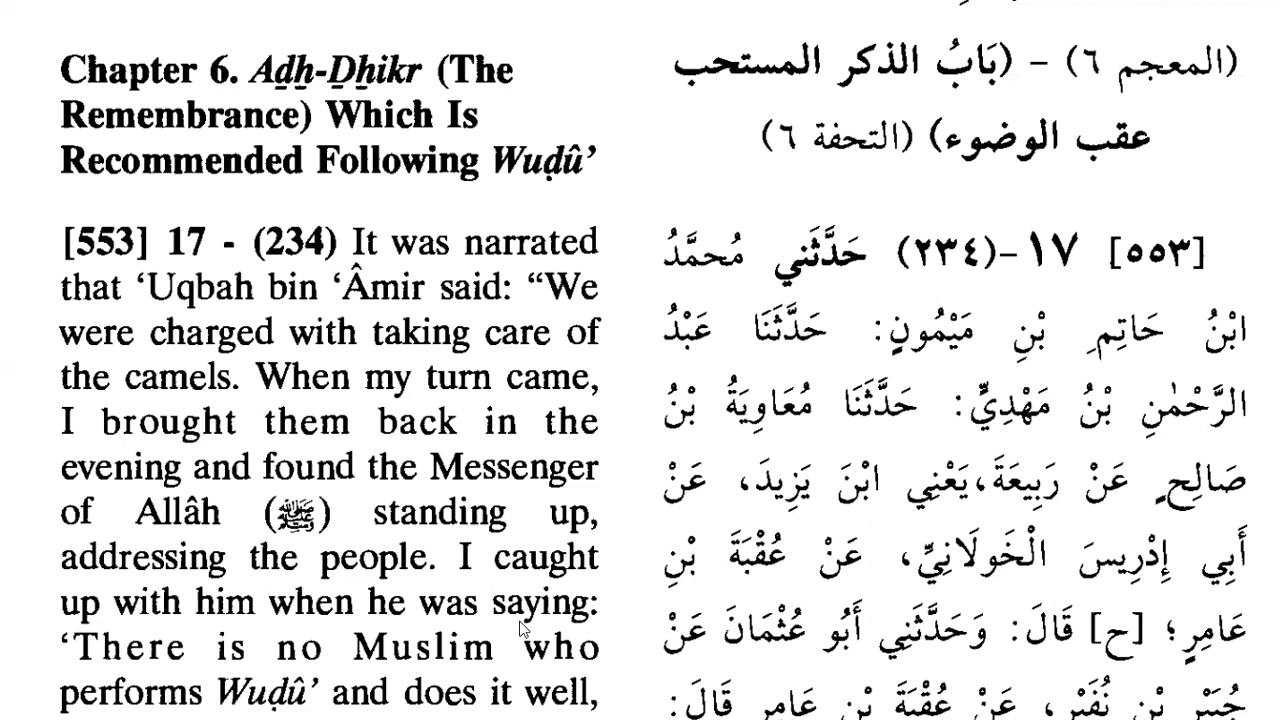 Chapter 6. Adh-Dhikr (The
Remembrance) Which Is
Recommended Following Wuḍû’
[553] 17 - (234) It was narrated
that ‘Uqbah bin ‘Âmir said: “We
were charged with taking care of
the camels. When my turn came,
I brought them back in the
evening and found the Messenger
of Allâh (ﷺ) standing up,
addressing the people. I caught
up with him when he was saying:
‘There is no Muslim who
performs Wuḍû’ and does it well,
(المعجم ٦) - (بَابُ الذكر المستحب
عقب الوضوء) (التحفة ٦)
[٥٥٣] ١٧-(٢٣٤) حَدَّثَني مُحَمَّدُ
ابْنُ حَاتِمِ بْنِ مَيْمُونٍ: حَدَّثَنَا عَبْدُ
الرَّحْمٰنِ بْنُ مَهْدِيٍّ: حَدَّثَنَا مُعَاوِيَةُ بْنُ
صَالِحٍ عَنْ رَبِيعَةَ،يَعْنِي ابْنَ يَزِيدَ، عَنْ
أَبِي إِدْرِيسَ الْخَولَانِيِّ، عَنْ عُقْبَةَ بْنِ
عَامِرٍ؛ [ح] قَالَ: وَحَدَّثَنِي أَبُو عُثْمَانَ عَنْ
جُبَيْرِ بْنِ نُفَيْرٍ، عَنْ عُقْبَةَ بْنِ عَامِرٍ قَالَ: